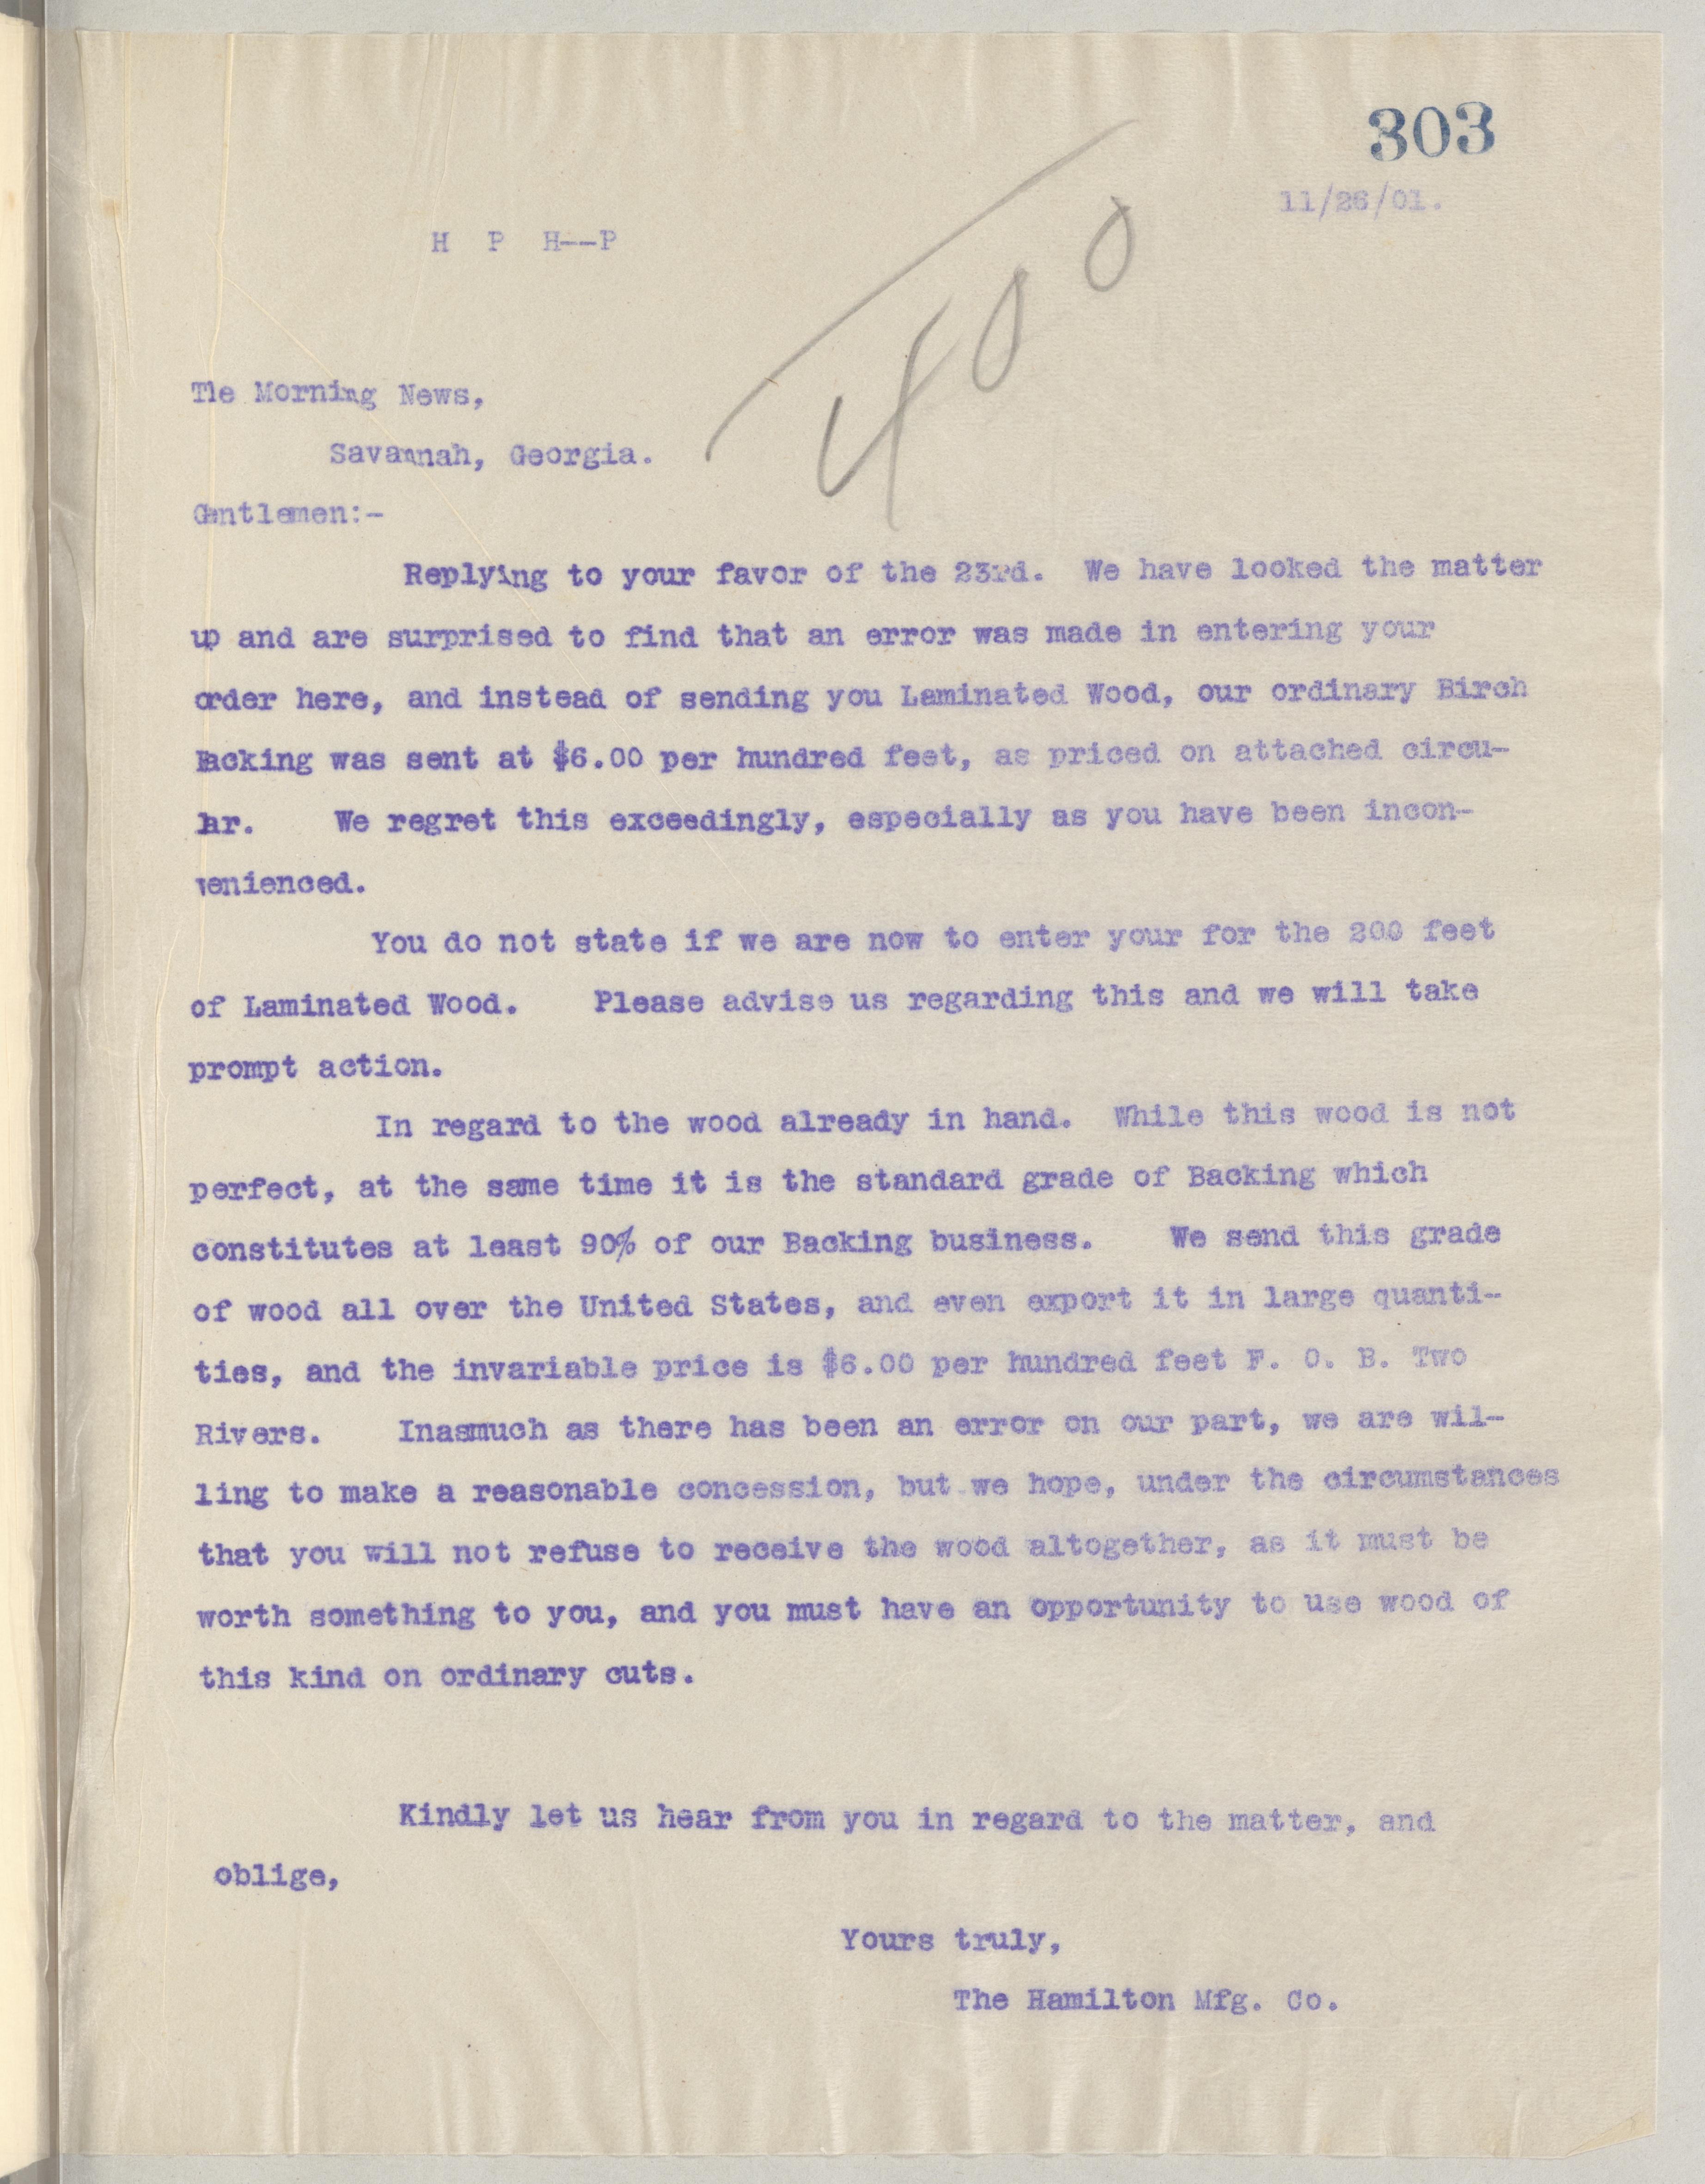 303
11/26/01.
H P H--P
400
The Morning News,
Savannah, Georgia.
Gentlemen:-
Replying to your favor of the 23rd. We have looked the matter
up and are surprised to find that an error was made in entering your
order here, and instead of sending you Laminated Wood, our ordinary Birch
Backing was sent at $6.00 per hundred feet, as priced on attached circu-
lar. We regret this exceedingly, especially as you have been incon-
venienced.
You do not state if we are now to enter your for the 200 feet
of Laminated Wood. Please advise us regarding this and we will take
prompt action.
In regard to the wood already in hand. While this wood is not
perfect, at the same time it is the standard grade of Backing which
constitutes at least 90% of our Backing business. We send this grade
of wood all over the United States, and even export it in large quanti-
ties, and the invariable price is $6.00 per hundred feet F. O. B. Two
Rivers. Inasmuch as there has been an error on our part, we are wil-
ling to make a reasonable concession, but we hope, under the circumstances
that you will not refuse to receive the wood altogether, as it must be
worth something to you, and you must have an opportunity to use wood of
this kind on ordinary cuts.
Kindly let us hear from you in regard to the matter, and
oblige,
Yours truly,
The Hamilton Mfg. Co.